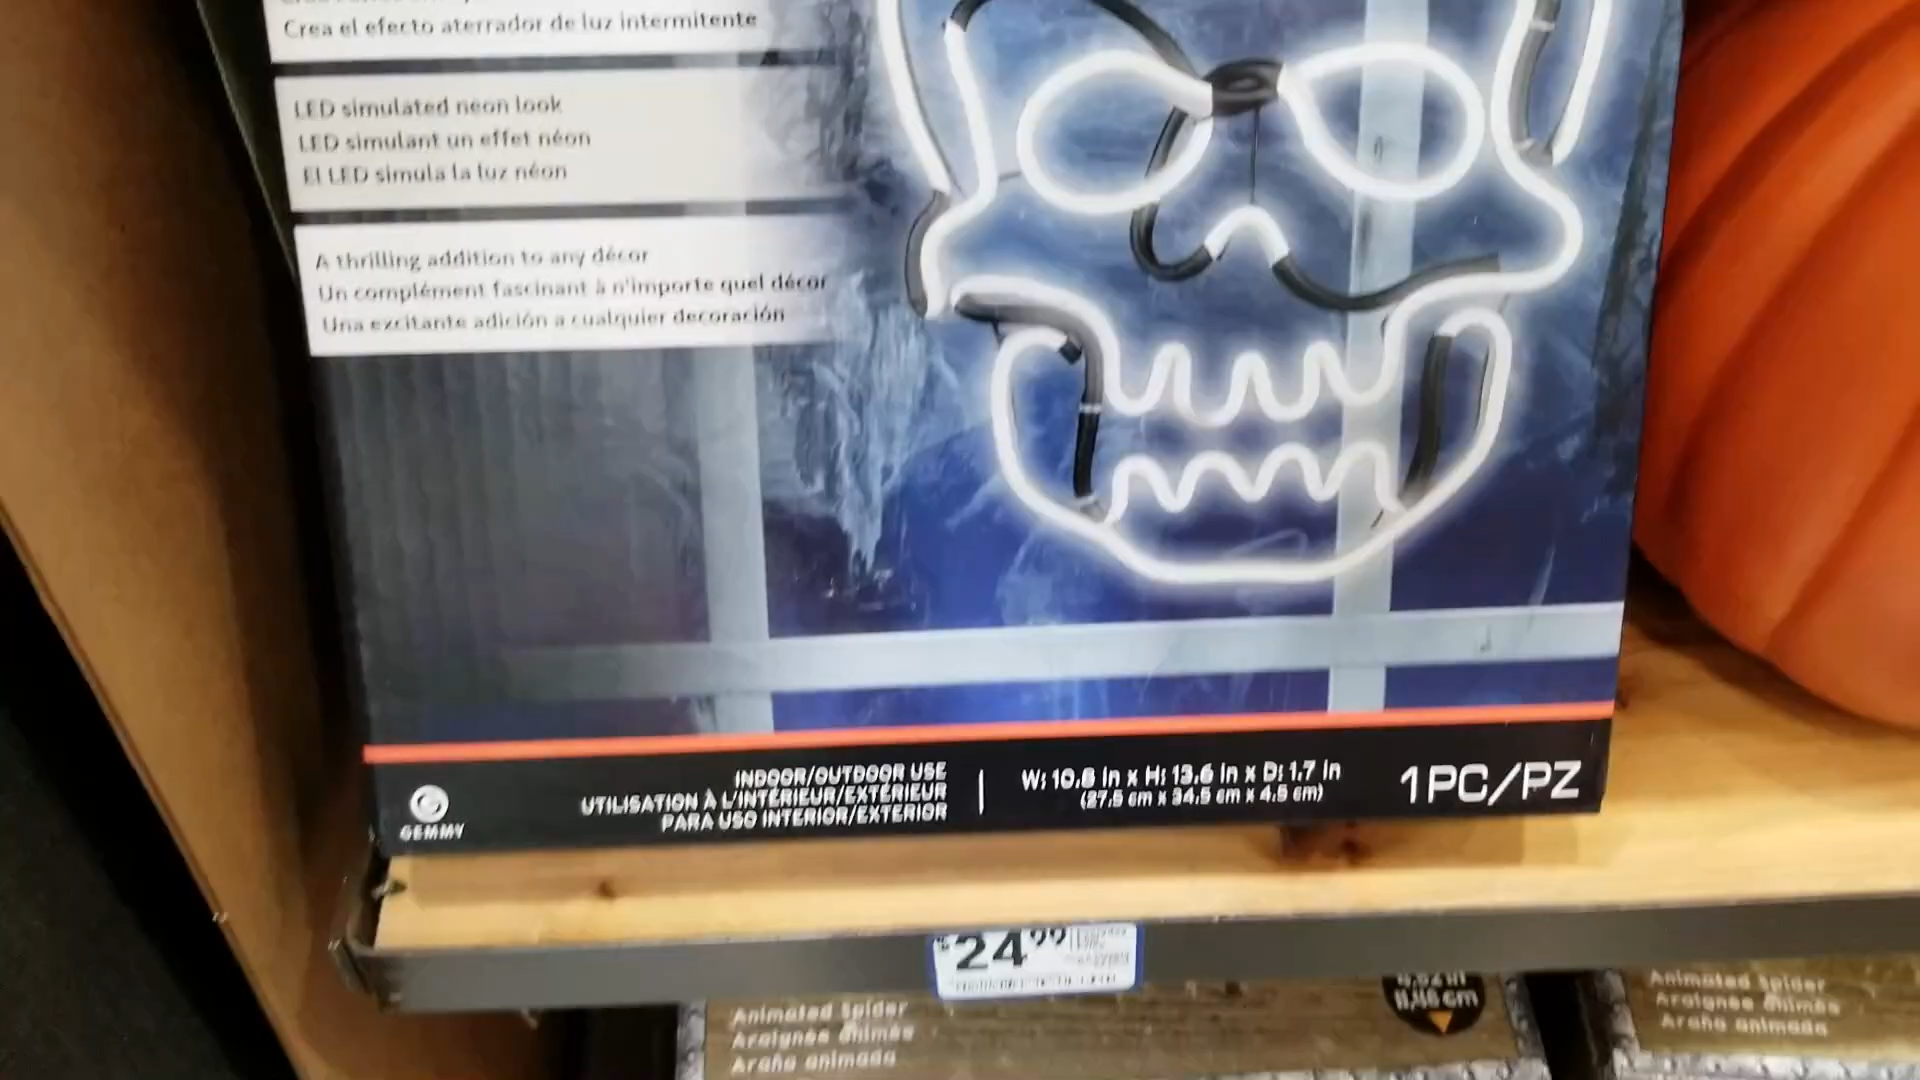 Crea el efecto aterrador de luz intermitente
LED simulated neon look
LED simulant un effet néon
El LED simula la luz néon
A thrilling addition to any décor
Un complément fascinant à n'importe quel décor
Una excitante adición a cualquier decoración
GEMMY
INDOOR/OUTDOOR USE
UTILISATION À L'INTÉRIEUR/EXTÉRIEUR
PARA USO INTERIOR/EXTERIOR
W: 10.8 in x H: 13.6 in x D: 1.7 in
(27.5 cm x 34.5 cm x 4.5 cm)
1PC/PZ
$24.99
Animated Spider
Araignée Animée
Araña animada
11,46 cm
Animated Spider
Araignée Animée
Araña animada